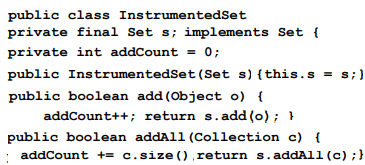 public class InstrumentedSet
private final Set s; implements Set {
private int addCount = 0;
public InstrumentedSet(Set s){this.s = s;}
public boolean add(Object o) {
addCount++; return s.add(o); }
public boolean addAll(Collection c) {
; addCount += c.size() return s.addAll(c);}